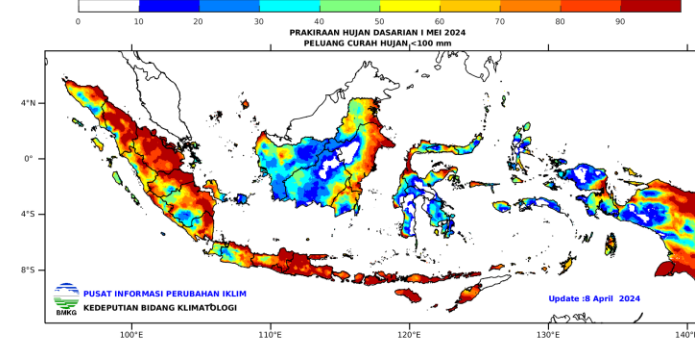 0 10 20 30 40 50 60 70 80 90
PRAKIRAAN HUJAN DASARIAN I MEI 2024
PELUANG CURAH HUJAN <100 mm
4°N
0°
4°S
8°S
PUSAT INFORMASI PERUBAHAN IKLIM
KEDEPUTIAN BIDANG KLIMATOLOGI
BMKG
Update :8 April 2024
100°E 110°E 120°E 130°E 140°E